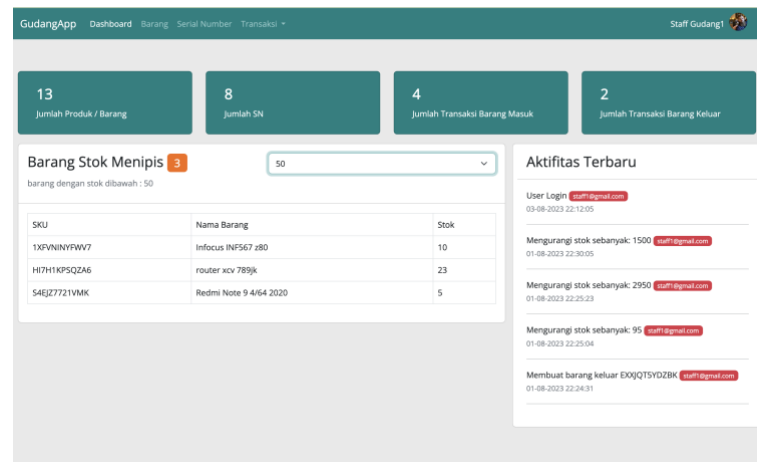 GudangApp Dashboard Barang Serial Number Transaksi Staff Gudang1
13
Jumlah Produk / Barang
8
Jumlah SN
4
Jumlah Transaksi Barang Masuk
2
Jumlah Transaksi Barang Keluar
Barang Stok Menipis 3
50
barang dengan stok dibawah : 50
SKU Nama Barang Stok
1XFVNINYFWV7 Infocus INF567 z80 10
HI7H1KPSQZA6 router xcv 789jk 23
S4EJZ7721VMK Redmi Note 9 4/64 2020 5
Aktifitas Terbaru
User Login staff1@gmail.com
03-08-2023 22:12:05
Mengurangi stok sebanyak: 1500 staff1@gmail.com
01-08-2023 22:30:05
Mengurangi stok sebanyak: 2950 staff1@gmail.com
01-08-2023 22:25:23
Mengurangi stok sebanyak: 95 staff1@gmail.com
01-08-2023 22:25:04
Membuat barang keluar EXXJQT5YDZBK staff1@gmail.com
01-08-2023 22:24:31